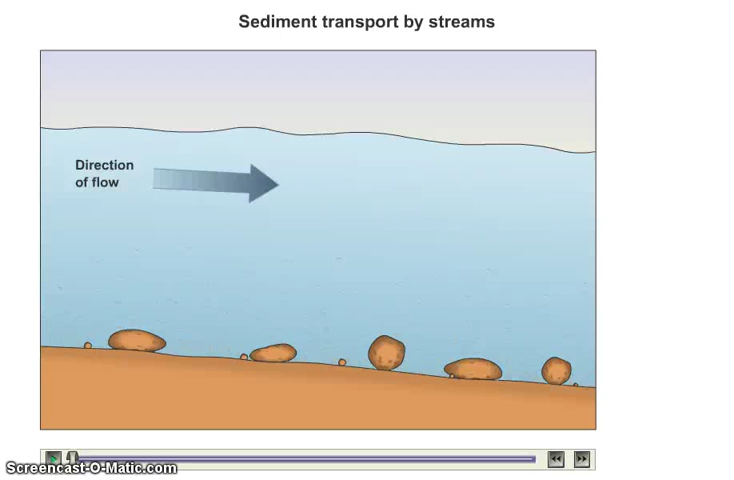 Sediment transport by streams
Direction
of flow
Screencast-O-Matic.com